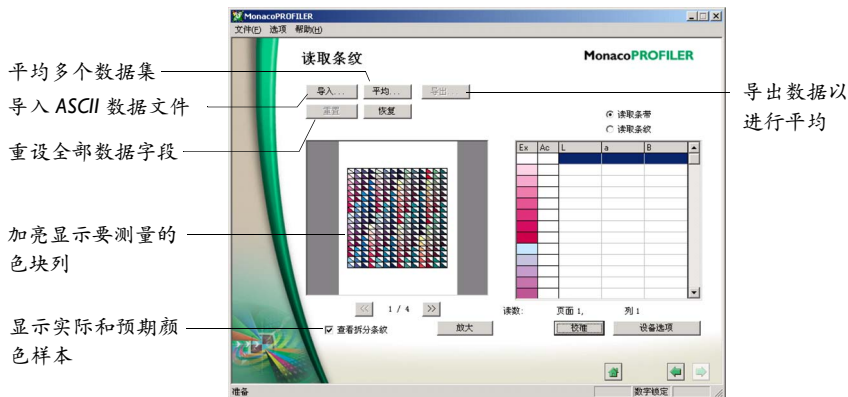 MonacoPROFILER
文件(F) 选项 帮助(H)
读取条纹
MonacoPROFILER
平均多个数据集
导入 ASCII 数据文件
重设全部数据字段
加亮显示要测量的
色块列
显示实际和预期颜
色样本
导入... 平均... 导出...
重置 恢复
导出数据以
进行平均
读取条带
读取条纹
Ex Ac L a B
1 / 4
读数: 页面 1, 列 1
查看拆分条纹 放大 校准 设备选项
准备 数字锁定